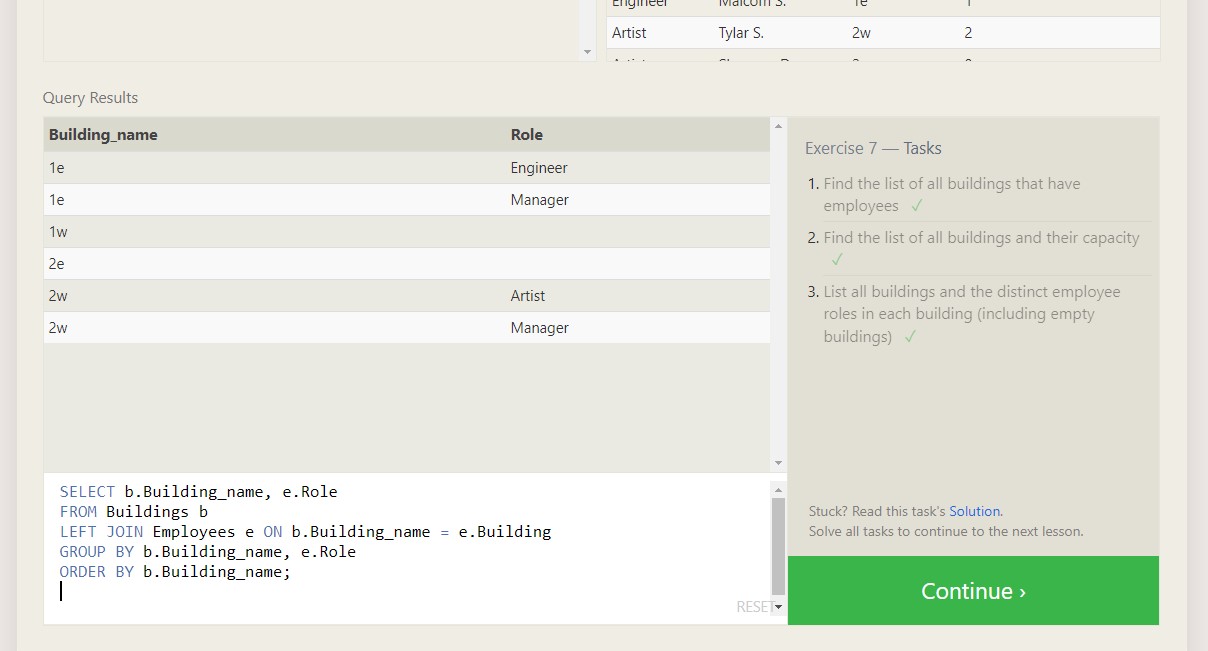 Engineer Malcom S. 1e 1
Artist Tylar S. 2w 2
Query Results
Building_name Role
1e Engineer
1e Manager
1w
2e
2w Artist
2w Manager
Exercise 7 — Tasks
1. Find the list of all buildings that have
employees ✓
2. Find the list of all buildings and their capacity
✓
3. List all buildings and the distinct employee
roles in each building (including empty
buildings) ✓
SELECT b.Building_name, e.Role
FROM Buildings b
LEFT JOIN Employees e ON b.Building_name = e.Building
GROUP BY b.Building_name, e.Role
ORDER BY b.Building_name;
RESET
Stuck? Read this task's Solution.
Solve all tasks to continue to the next lesson.
Continue ›